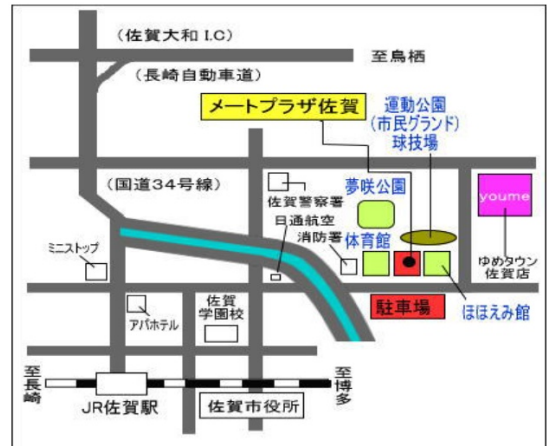 (佐賀大和 I.C)
至鳥栖
(長崎自動車道)
メートプラザ佐賀
運動公園
(市民グランド)
球技場
(国道34号線)
夢咲公園
youme
佐賀警察署
日通航空
消防署
体育館
ミニストップ
ゆめタウン
佐賀店
アパホテル
佐賀
学園校
駐車場
ほほえみ館
至長崎
至博多
JR佐賀駅
佐賀市役所